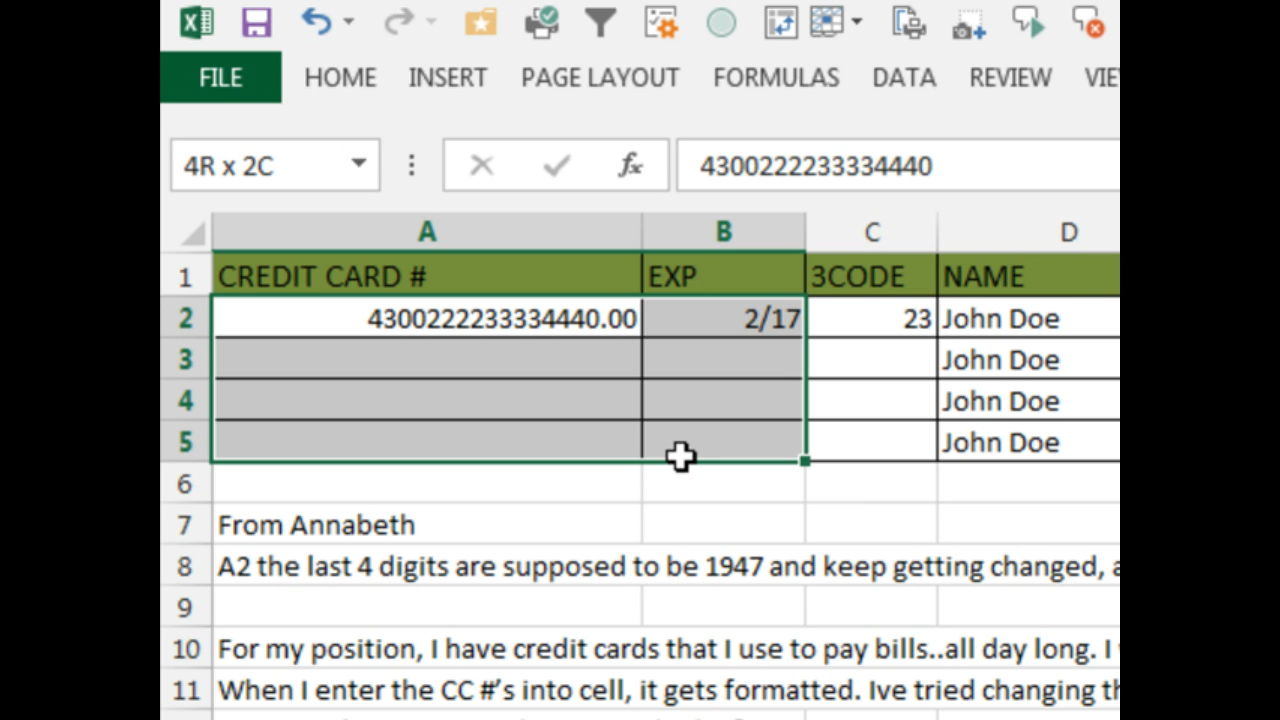 FILE HOME INSERT PAGE LAYOUT FORMULAS DATA REVIEW VIE
4R x 2C fx 4300222233334440
A B C D
1 CREDIT CARD # EXP 3CODE NAME
2 4300222233334440.00 2/17 23 John Doe
3 John Doe
4 John Doe
5 John Doe
6
7 From Annabeth
8 A2 the last 4 digits are supposed to be 1947 and keep getting changed, a
9
10 For my position, I have credit cards that I use to pay bills..all day long. I
11 When I enter the CC #'s into cell, it gets formatted. Ive tried changing th